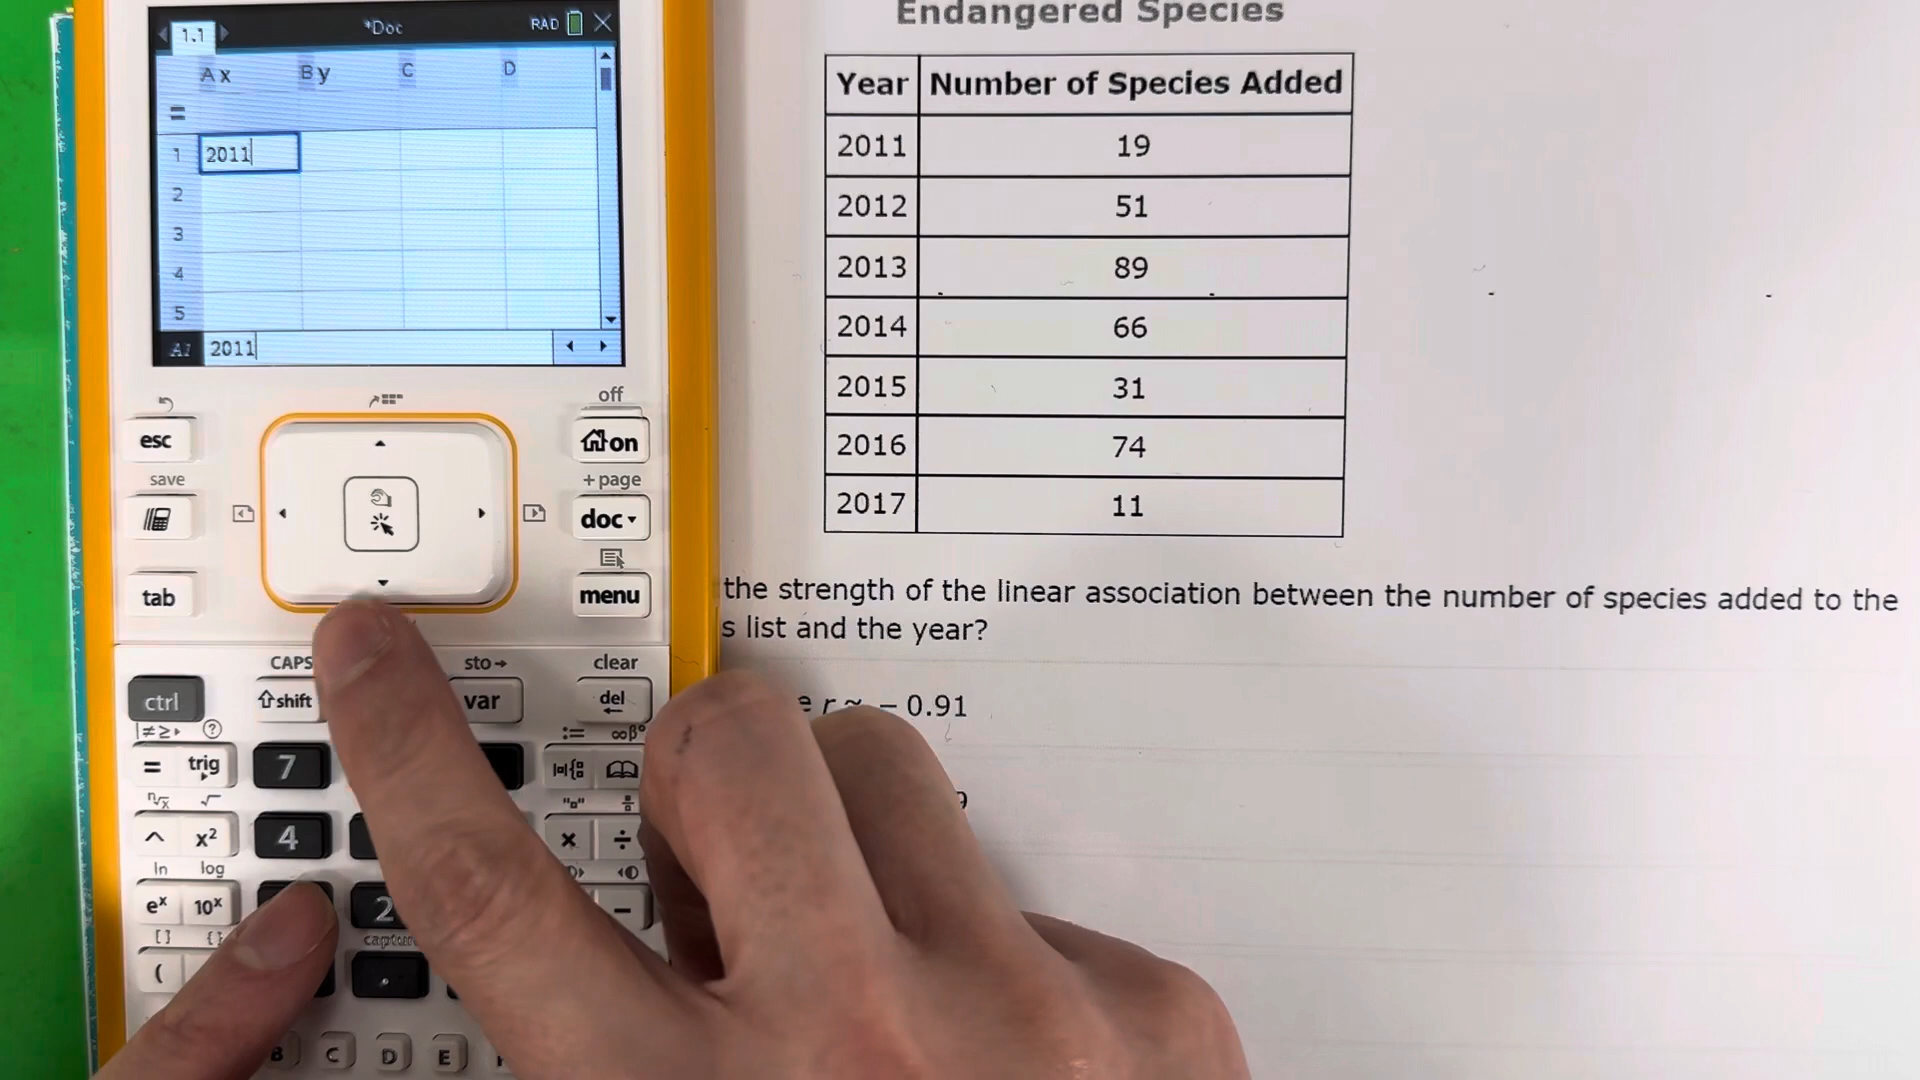 1.1 *Doc RAD
A x B y C D
=
1 2011
2
3
4
5
A1 2011
off
esc on
save + page
doc
tab menu
CAPS sto→ clear
ctrl ⇧shift var del
|≠≥▸ ? := ∞β°
= trig 7
n√x √
^ x² 4 × ÷
ln log
eˣ 10ˣ 2 −
[] {}
( .
B C D E
Endangered Species
Year Number of Species Added
2011 19
2012 51
2013 89
2014 66
2015 31
2016 74
2017 11
the strength of the linear association between the number of species added to the
s list and the year?
e r ≈ − 0.91